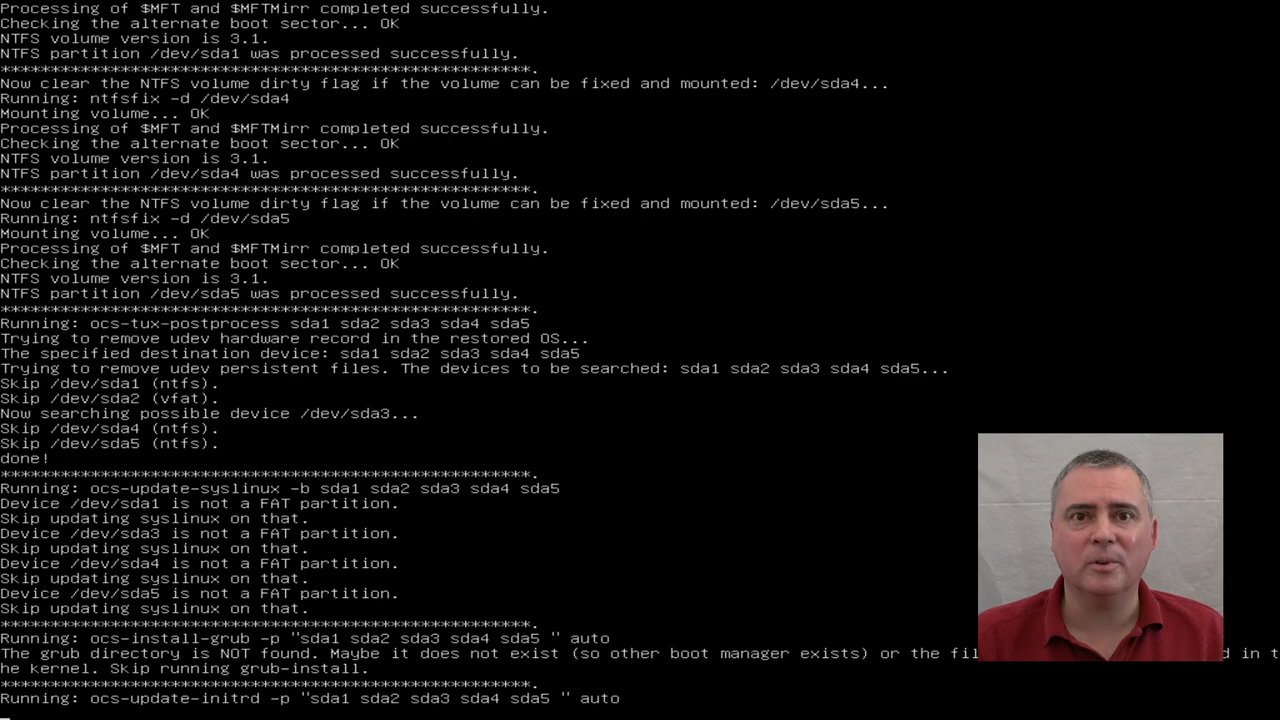 Processing of $MFT and $MFTMirr completed successfully.
Checking the alternate boot sector... OK
NTFS volume version is 3.1.
NTFS partition /dev/sda1 was processed successfully.
*****************************************************.
Now clear the NTFS volume dirty flag if the volume can be fixed and mounted: /dev/sda4...
Running: ntfsfix -d /dev/sda4
Mounting volume... OK
Processing of $MFT and $MFTMirr completed successfully.
Checking the alternate boot sector... OK
NTFS volume version is 3.1.
NTFS partition /dev/sda4 was processed successfully.
*****************************************************.
Now clear the NTFS volume dirty flag if the volume can be fixed and mounted: /dev/sda5...
Running: ntfsfix -d /dev/sda5
Mounting volume... OK
Processing of $MFT and $MFTMirr completed successfully.
Checking the alternate boot sector... OK
NTFS volume version is 3.1.
NTFS partition /dev/sda5 was processed successfully.
*****************************************************.
Running: ocs-tux-postprocess sda1 sda2 sda3 sda4 sda5
Trying to remove udev hardware record in the restored OS...
The specified destination device: sda1 sda2 sda3 sda4 sda5
Trying to remove udev persistent files. The devices to be searched: sda1 sda2 sda3 sda4 sda5...
Skip /dev/sda1 (ntfs).
Skip /dev/sda2 (vfat).
Now searching possible device /dev/sda3...
Skip /dev/sda4 (ntfs).
Skip /dev/sda5 (ntfs).
done!
*****************************************************.
Running: ocs-update-syslinux -b sda1 sda2 sda3 sda4 sda5
Device /dev/sda1 is not a FAT partition.
Skip updating syslinux on that.
Device /dev/sda3 is not a FAT partition.
Skip updating syslinux on that.
Device /dev/sda4 is not a FAT partition.
Skip updating syslinux on that.
Device /dev/sda5 is not a FAT partition.
Skip updating syslinux on that.
*****************************************************.
Running: ocs-install-grub -p "sda1 sda2 sda3 sda4 sda5 " auto
The grub directory is NOT found. Maybe it does not exist (so other boot manager exists) or the in t
he kernel. Skip running grub-install.
*****************************************************.
Running: ocs-update-initrd -p "sda1 sda2 sda3 sda4 sda5 " auto